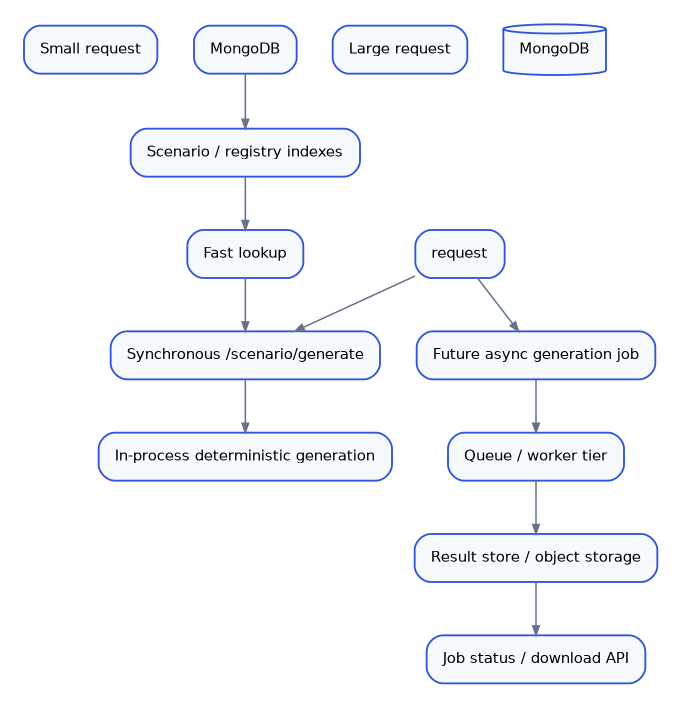 Small request
MongoDB
Large request
MongoDB
Scenario / registry indexes
Fast lookup
request
Synchronous /scenario/generate
Future async generation job
In-process deterministic generation
Queue / worker tier
Result store / object storage
Job status / download API